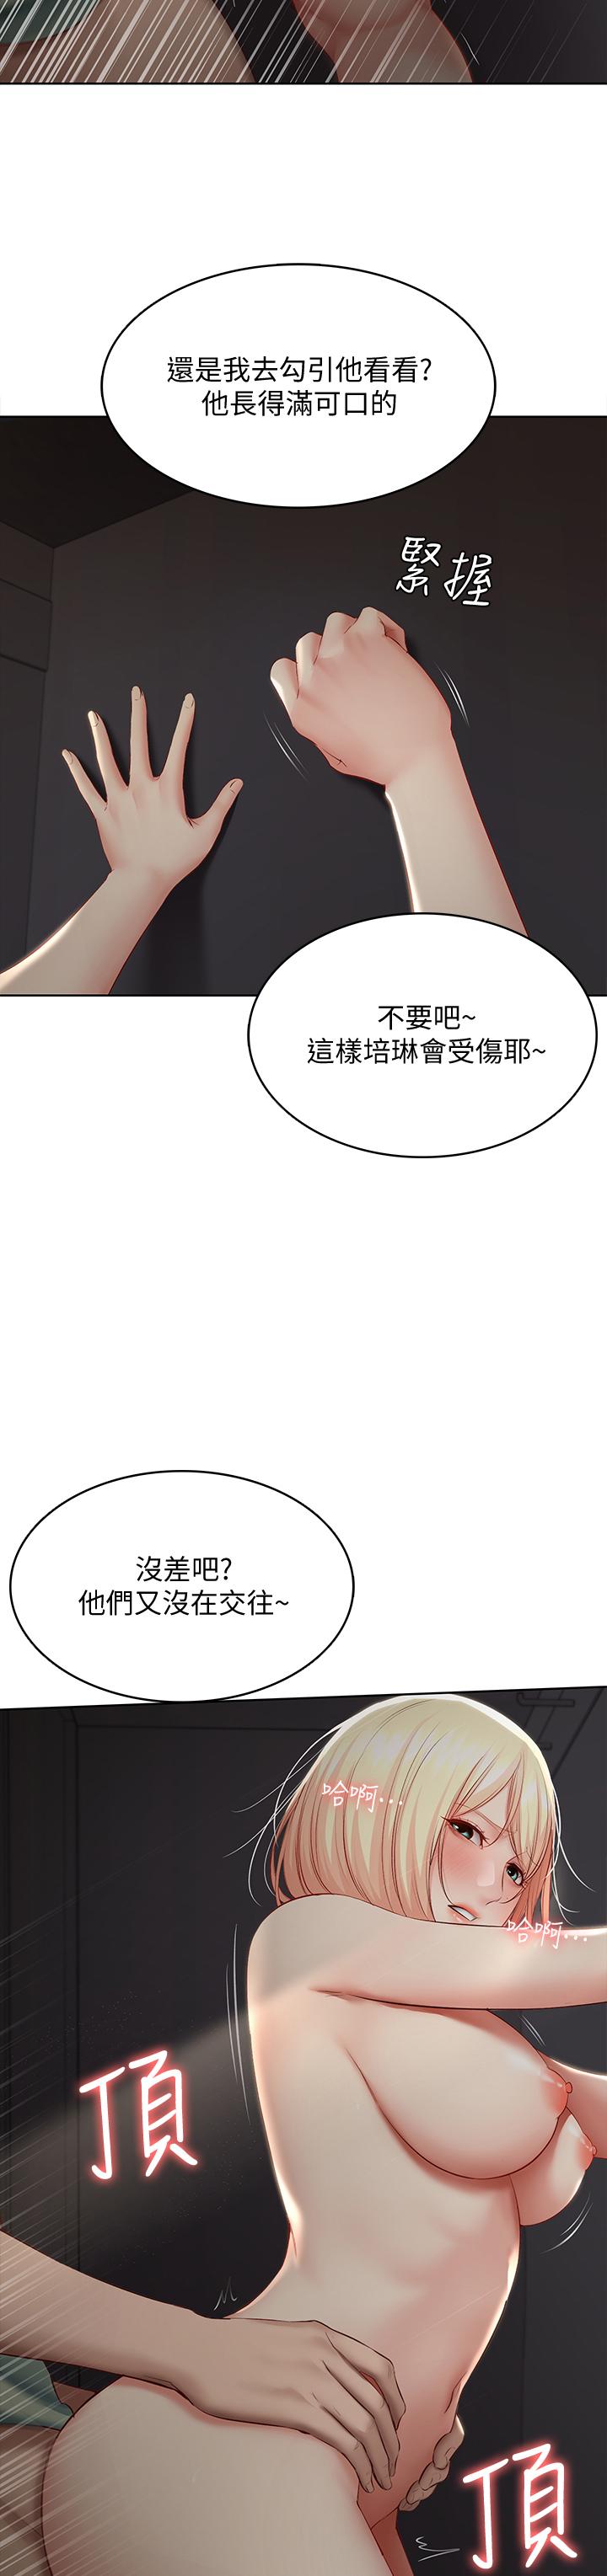 還是我去勾引他看看?
他長得滿可口的
緊握
不要吧~
這樣培琳會受傷耶~
沒差吧?
他們又沒在交往~
哈啊…
哈啊…
頂
頂